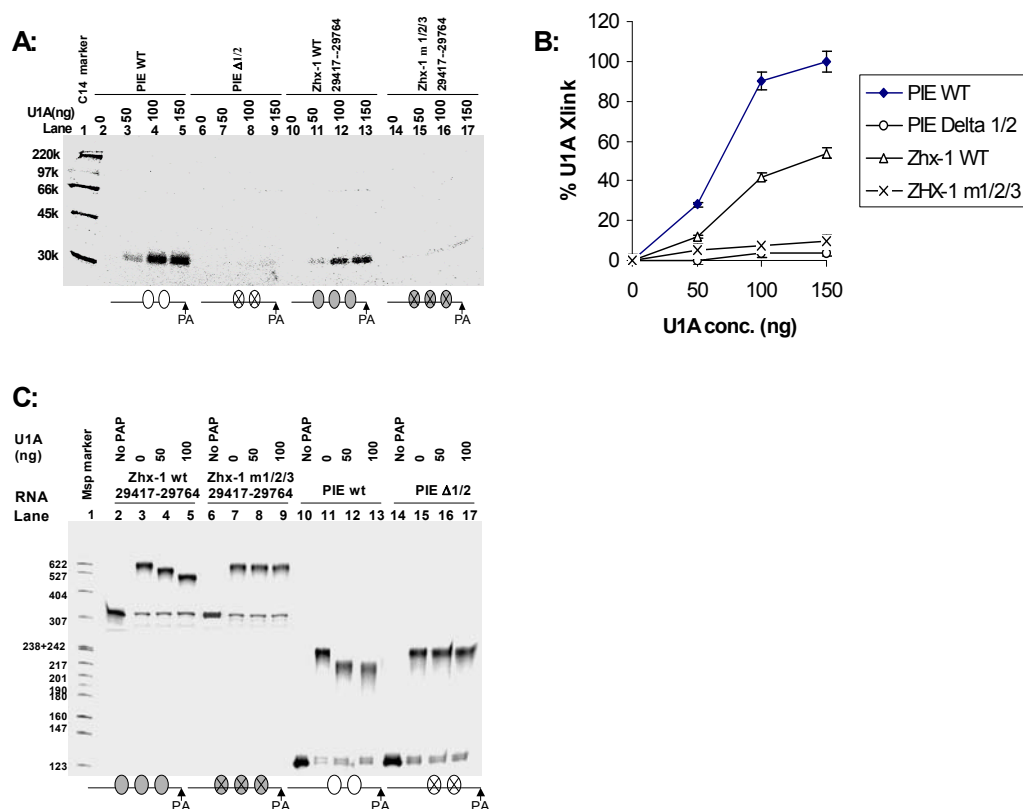 A:
C14 marker
PIE WT
PIE Δ1/2
Zhx-1 WT
29417--29764
Zhx-1 m 1/2/3
29417--29764
U1A(ng) 0 50 100 150 0 50 100 150 0 50 100 150 0 50 100 150
Lane 1 2 3 4 5 6 7 8 9 10 11 12 13 14 15 16 17
220k
97k
66k
45k
30k
PA PA PA PA
B:
% U1A Xlink
120
100
80
60
40
20
0
0 50 100 150
U1A conc. (ng)
PIE WT
PIE Delta 1/2
Zhx-1 WT
ZHX-1 m1/2/3
C:
U1A
(ng)
Msp marker
No PAP 0 50 100 No PAP 0 50 100 No PAP 0 50 100 No PAP 0 50 100
RNA
Zhx-1 wt
29417-29764
Zhx-1 m1/2/3
29417-29764
PIE wt
PIE Δ1/2
Lane 1 2 3 4 5 6 7 8 9 10 11 12 13 14 15 16 17
622
527
404
307
238+242
217
201
190
180
160
147
123
PA PA PA PA